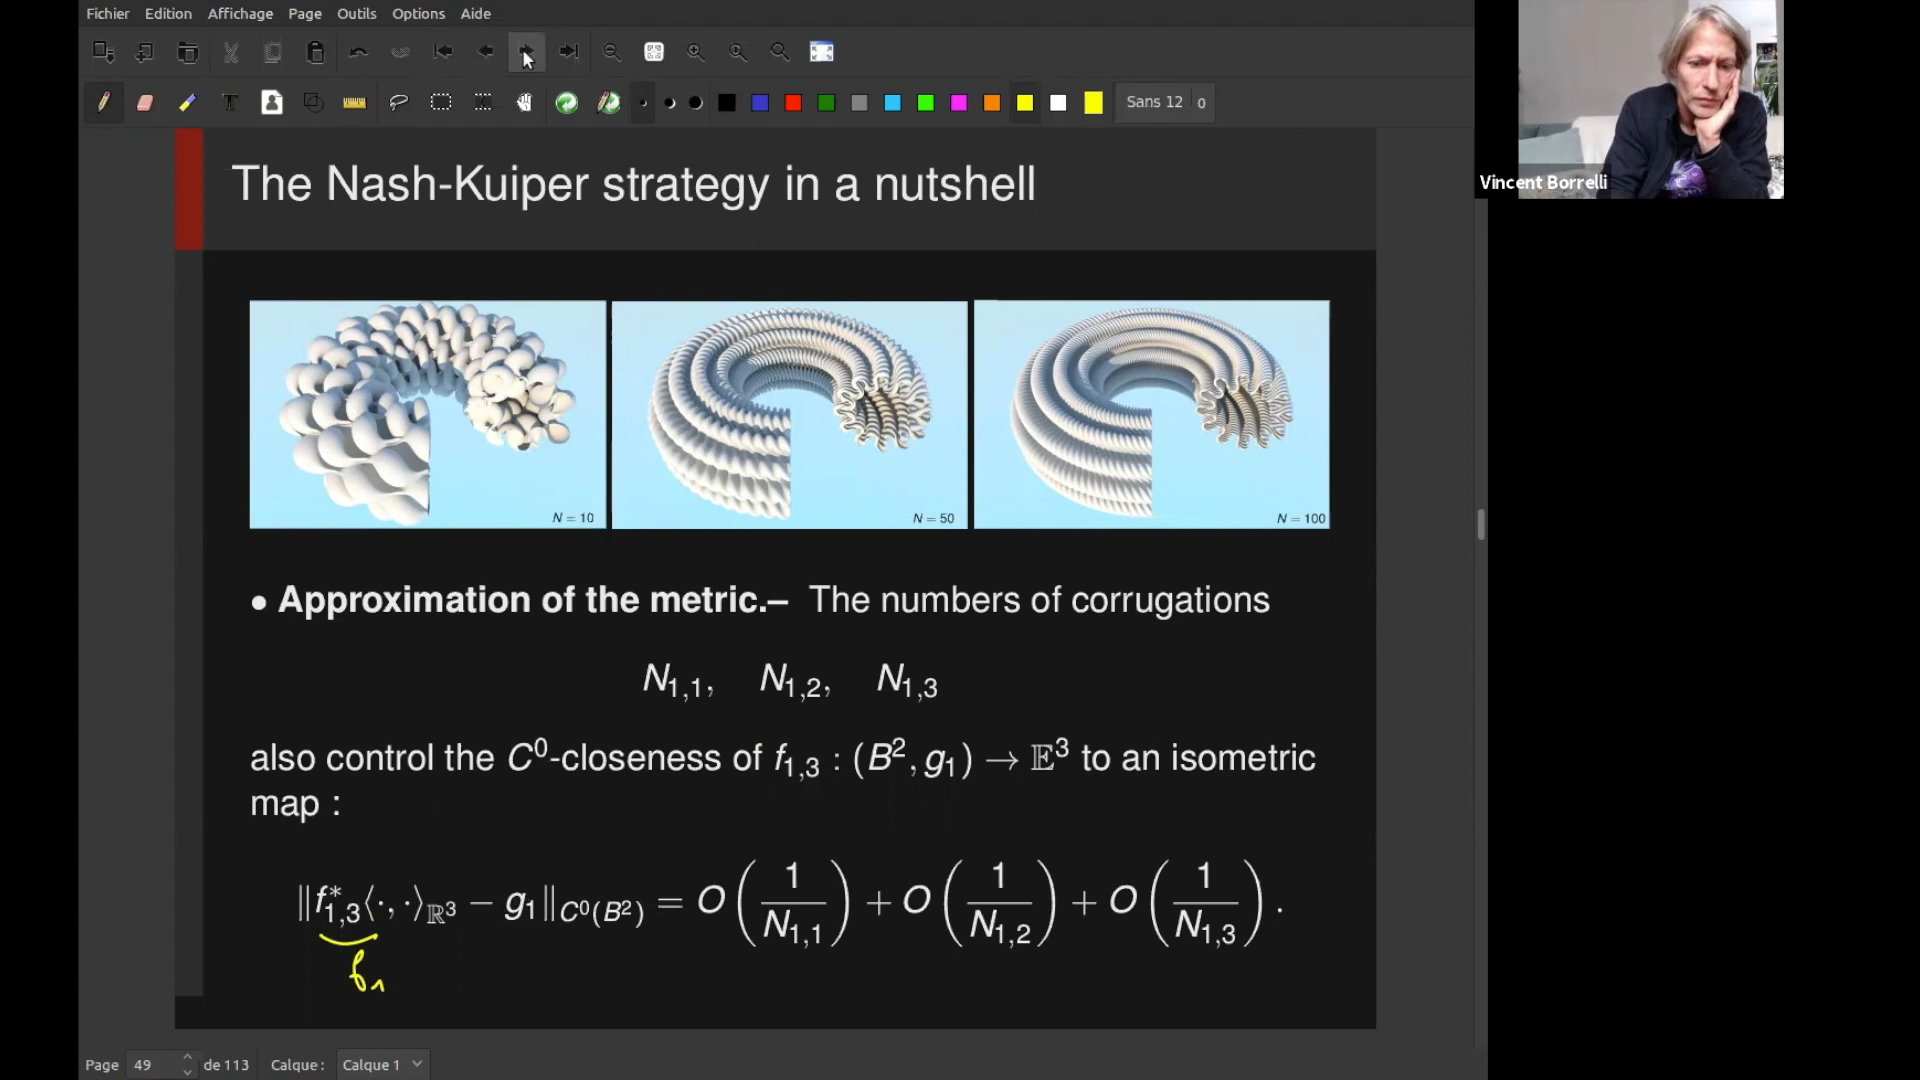 Fichier Edition Affichage Page Outils Options Aide
Sans 12 0
Vincent Borrelli
The Nash-Kuiper strategy in a nutshell
N = 10 N = 50 N = 100
• Approximation of the metric.– The numbers of corrugations
N₁,₁, N₁,₂, N₁,₃
also control the C⁰-closeness of f₁,₃ : (B², g₁) → 𝔼³ to an isometric
map :
‖f*₁,₃⟨·, ·⟩_ℝ³ − g₁‖_C⁰(B²) = O(1/N₁,₁) + O(1/N₁,₂) + O(1/N₁,₃).
f₁
Page 49 de 113 Calque : Calque 1